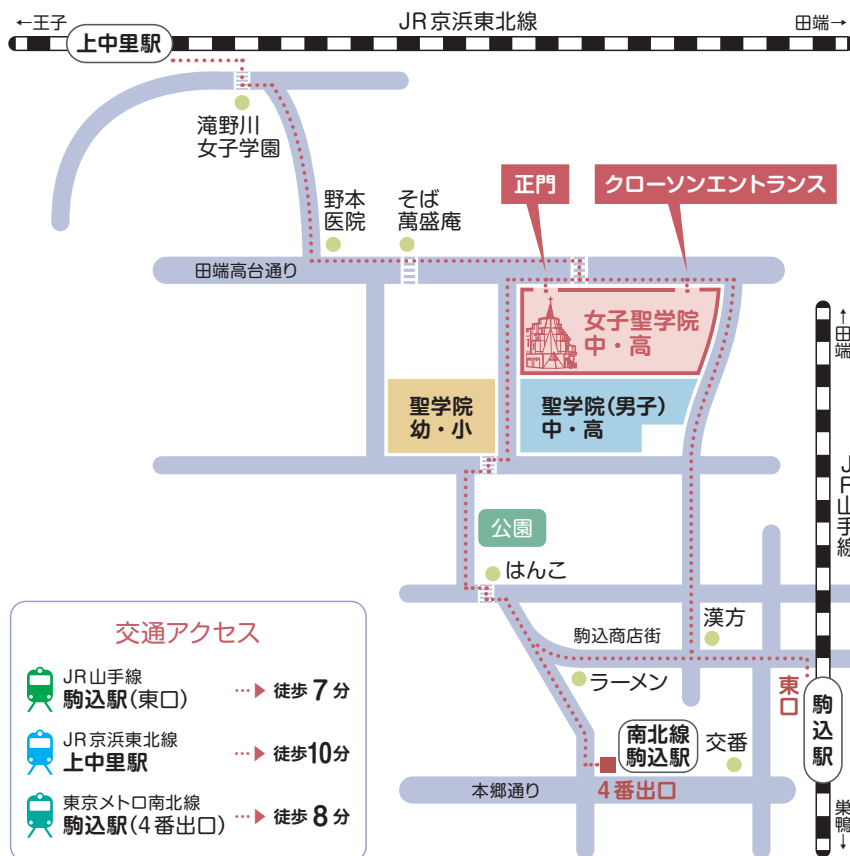 ←王子
JR京浜東北線
田端→
上中里駅
滝野川
女子学園
野本
医院
そば
萬盛庵
正門
クローソンエントランス
田端高台通り
女子聖学院
中・高
聖学院
幼・小
聖学院(男子)
中・高
←田端
JR山手線
公園
はんこ
駒込商店街
漢方
ラーメン
東口
駒込駅
南北線
駒込駅
交番
4番出口
本郷通り
巣鴨→
交通アクセス
JR山手線
駒込駅(東口) …▶ 徒歩7分
JR京浜東北線
上中里駅 …▶ 徒歩10分
東京メトロ南北線
駒込駅(4番出口) …▶ 徒歩8分